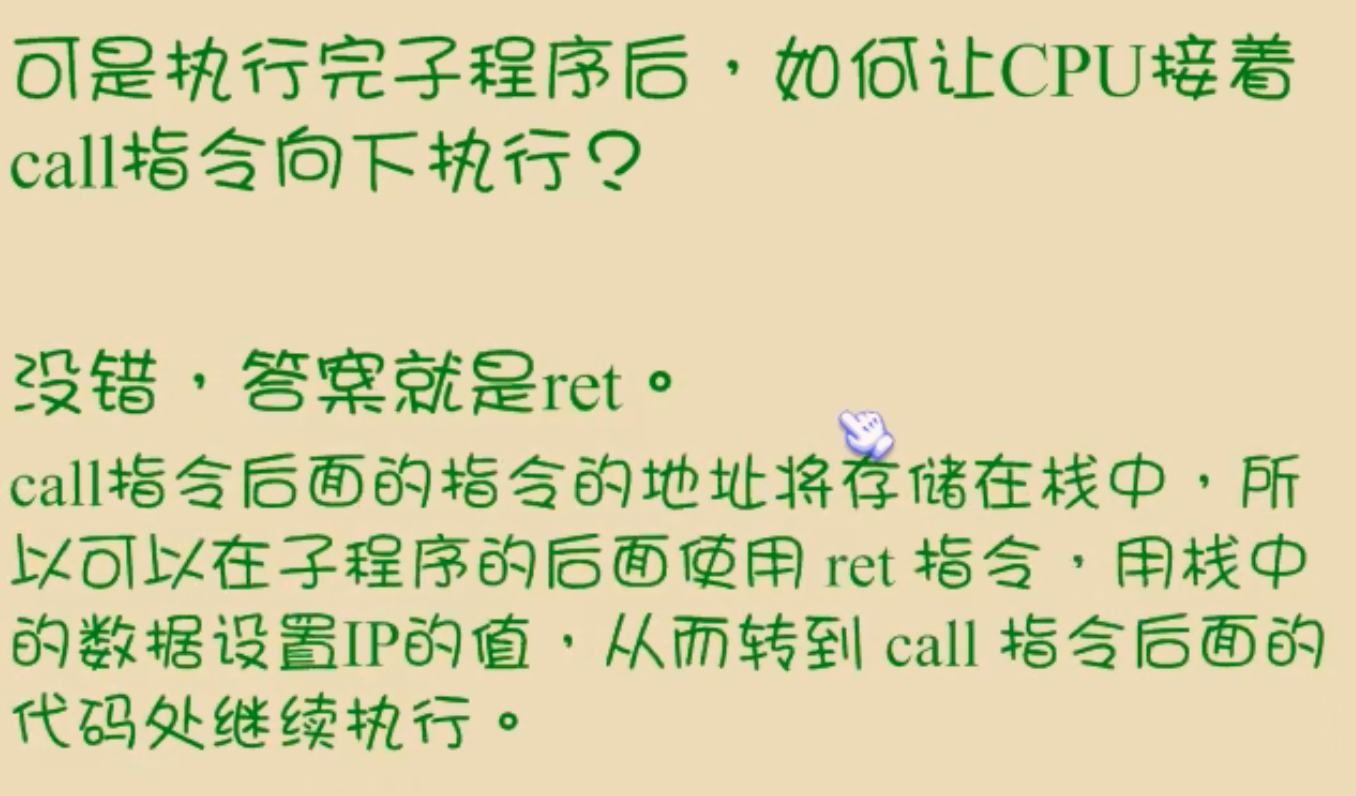 可是执行完子程序后，如何让CPU接着
call指令向下执行？
没错，答案就是ret。
call指令后面的指令的地址将存储在栈中，所
以可以在子程序的后面使用 ret 指令，用栈中
的数据设置IP的值，从而转到 call 指令后面的
代码处继续执行。